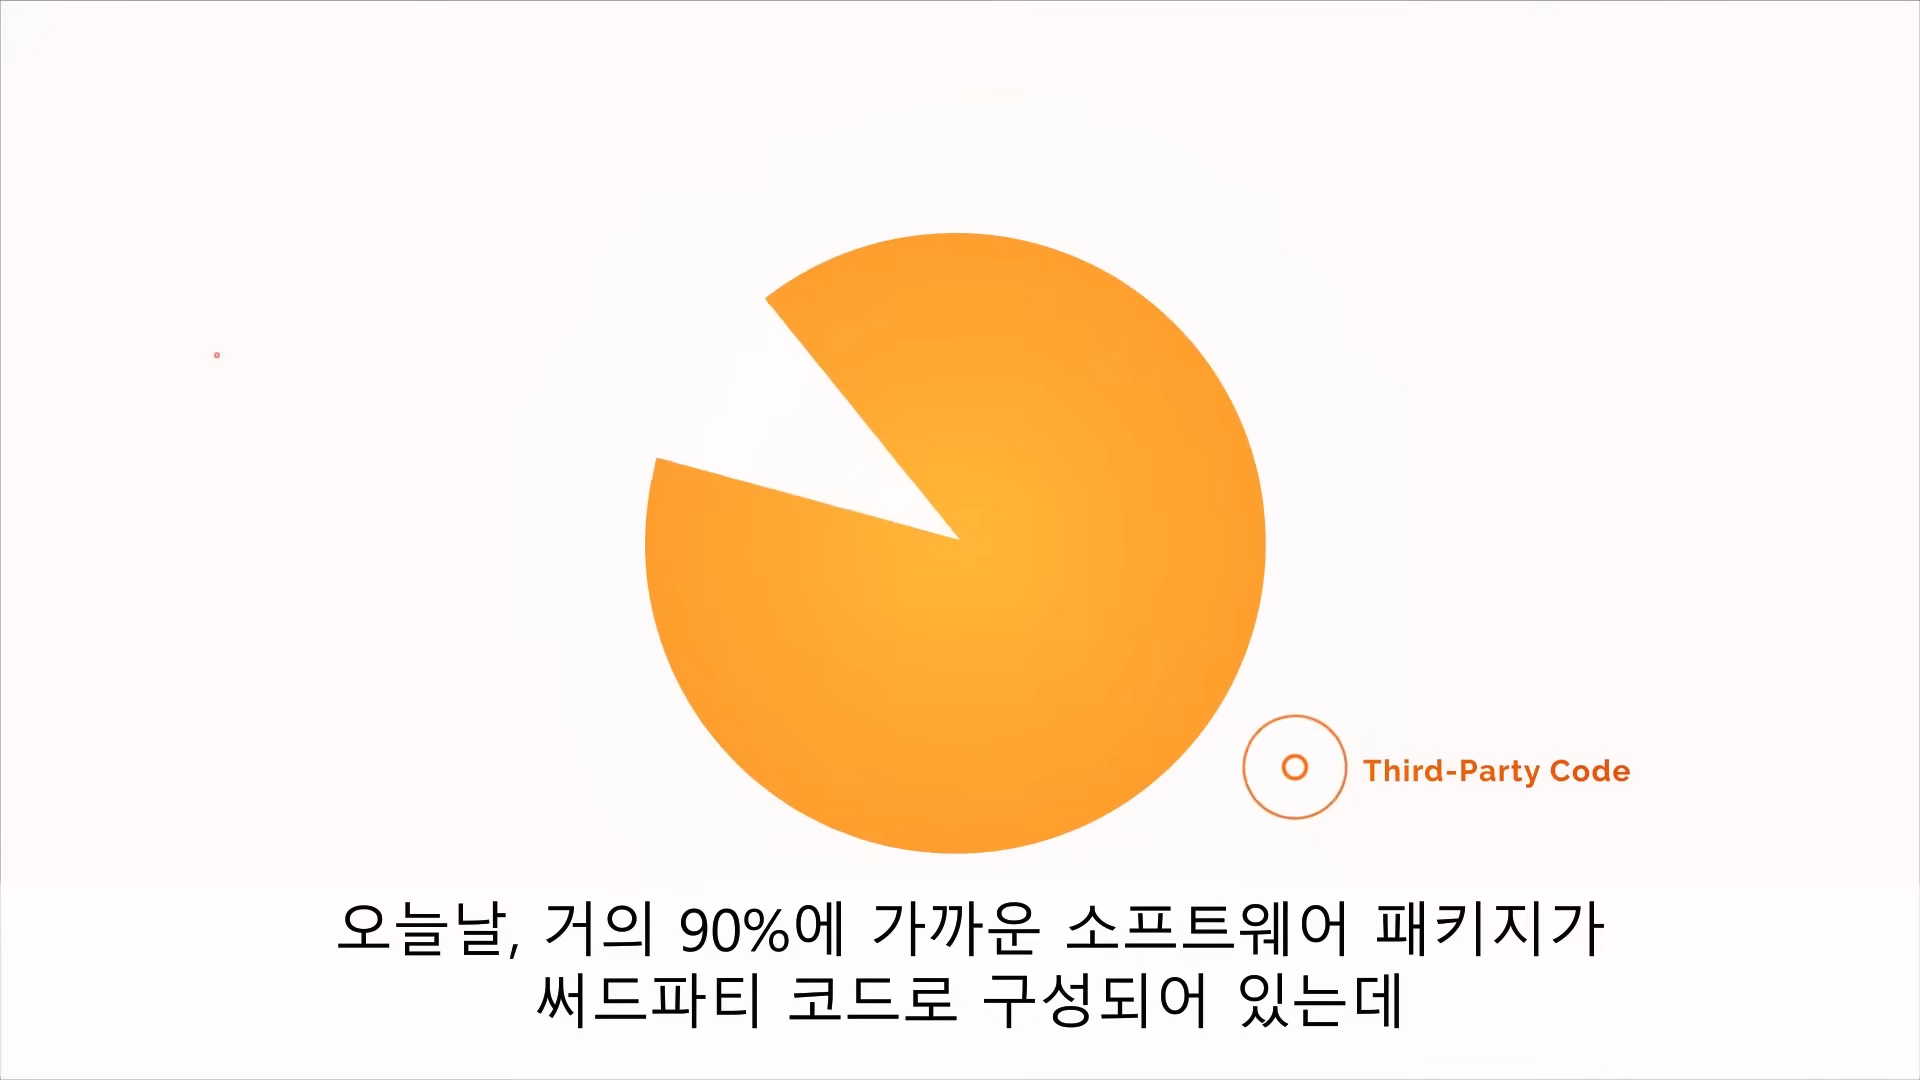 Third-Party Code
오늘날, 거의 90%에 가까운 소프트웨어 패키지가
써드파티 코드로 구성되어 있는데